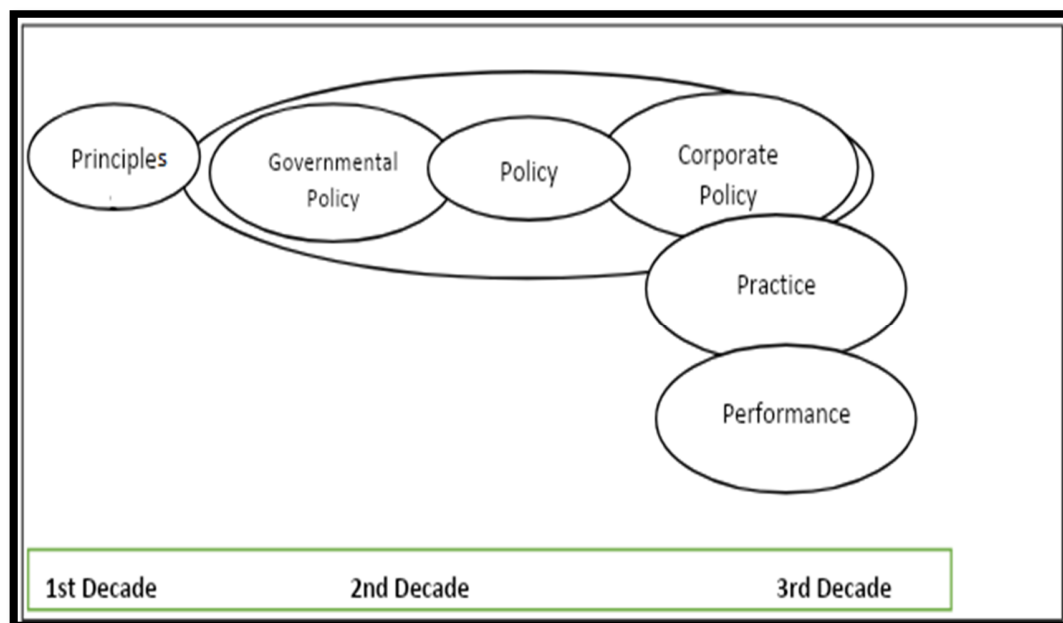 Principles
Governmental
Policy
Policy
Corporate
Policy
Practice
Performance
1st Decade 2nd Decade 3rd Decade